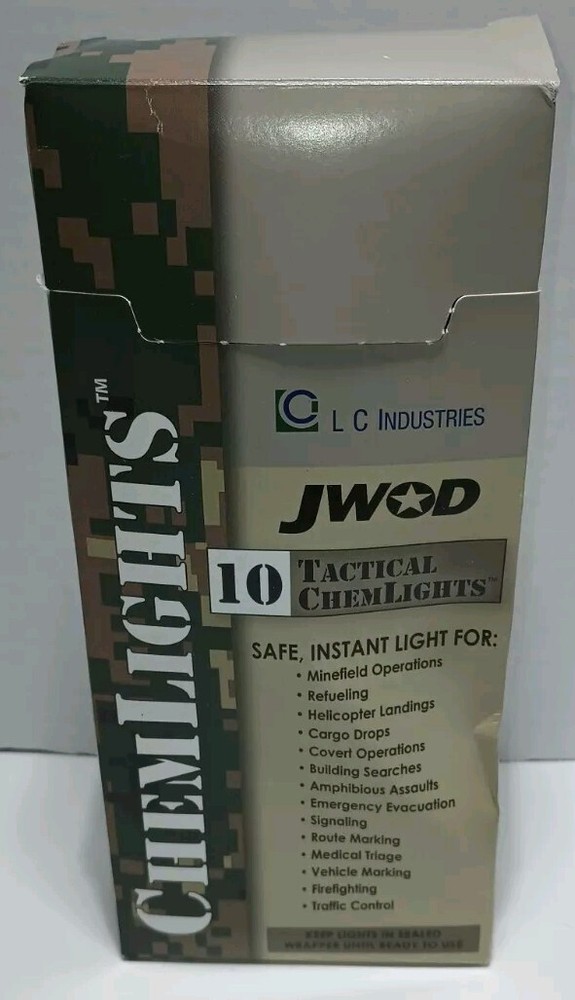 CHEMLIGHTS™
L C INDUSTRIES
JWOD
10 TACTICAL
CHEMLIGHTS™
SAFE, INSTANT LIGHT FOR:
• Minefield Operations
• Refueling
• Helicopter Landings
• Cargo Drops
• Covert Operations
• Building Searches
• Amphibious Assaults
• Emergency Evacuation
• Signaling
• Route Marking
• Medical Triage
• Vehicle Marking
• Firefighting
• Traffic Control
KEEP LIGHTS IN SEALED
WRAPPER UNTIL READY TO USE